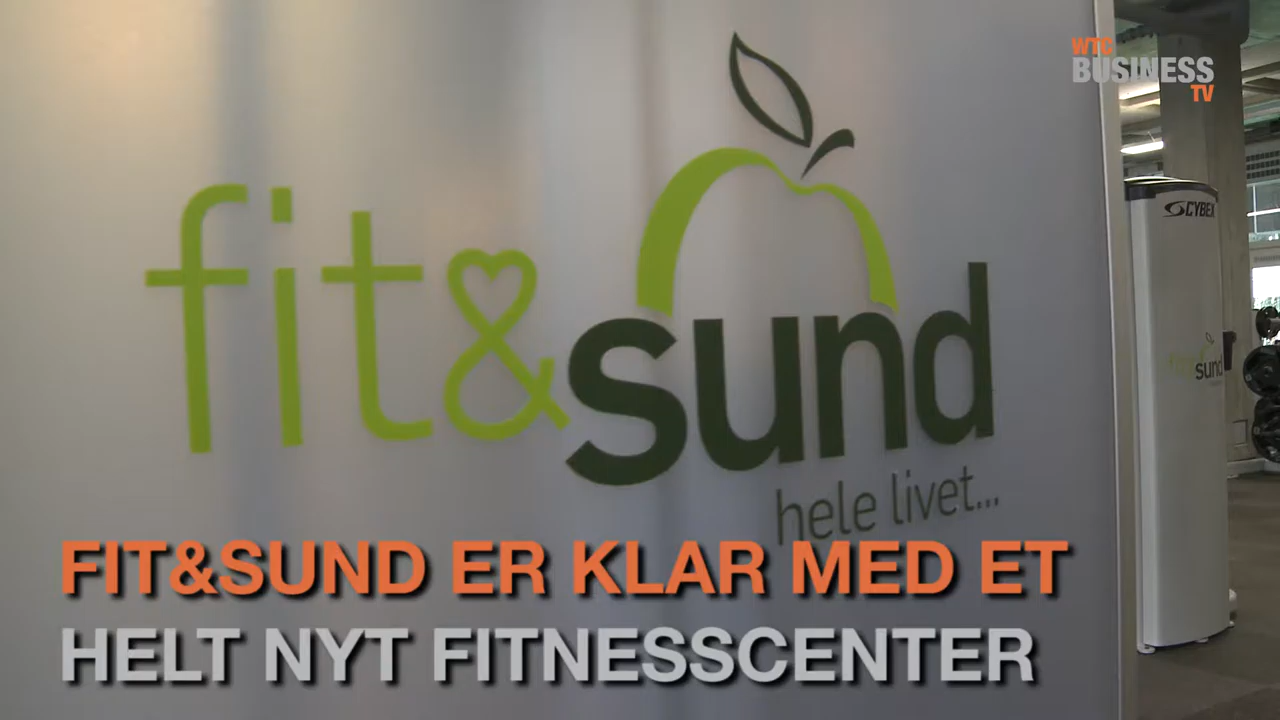 WTC
BUSINESS
TV
CYBEX
fit&sund
hele livet...
sund
FIT&SUND ER KLAR MED ET
HELT NYT FITNESSCENTER